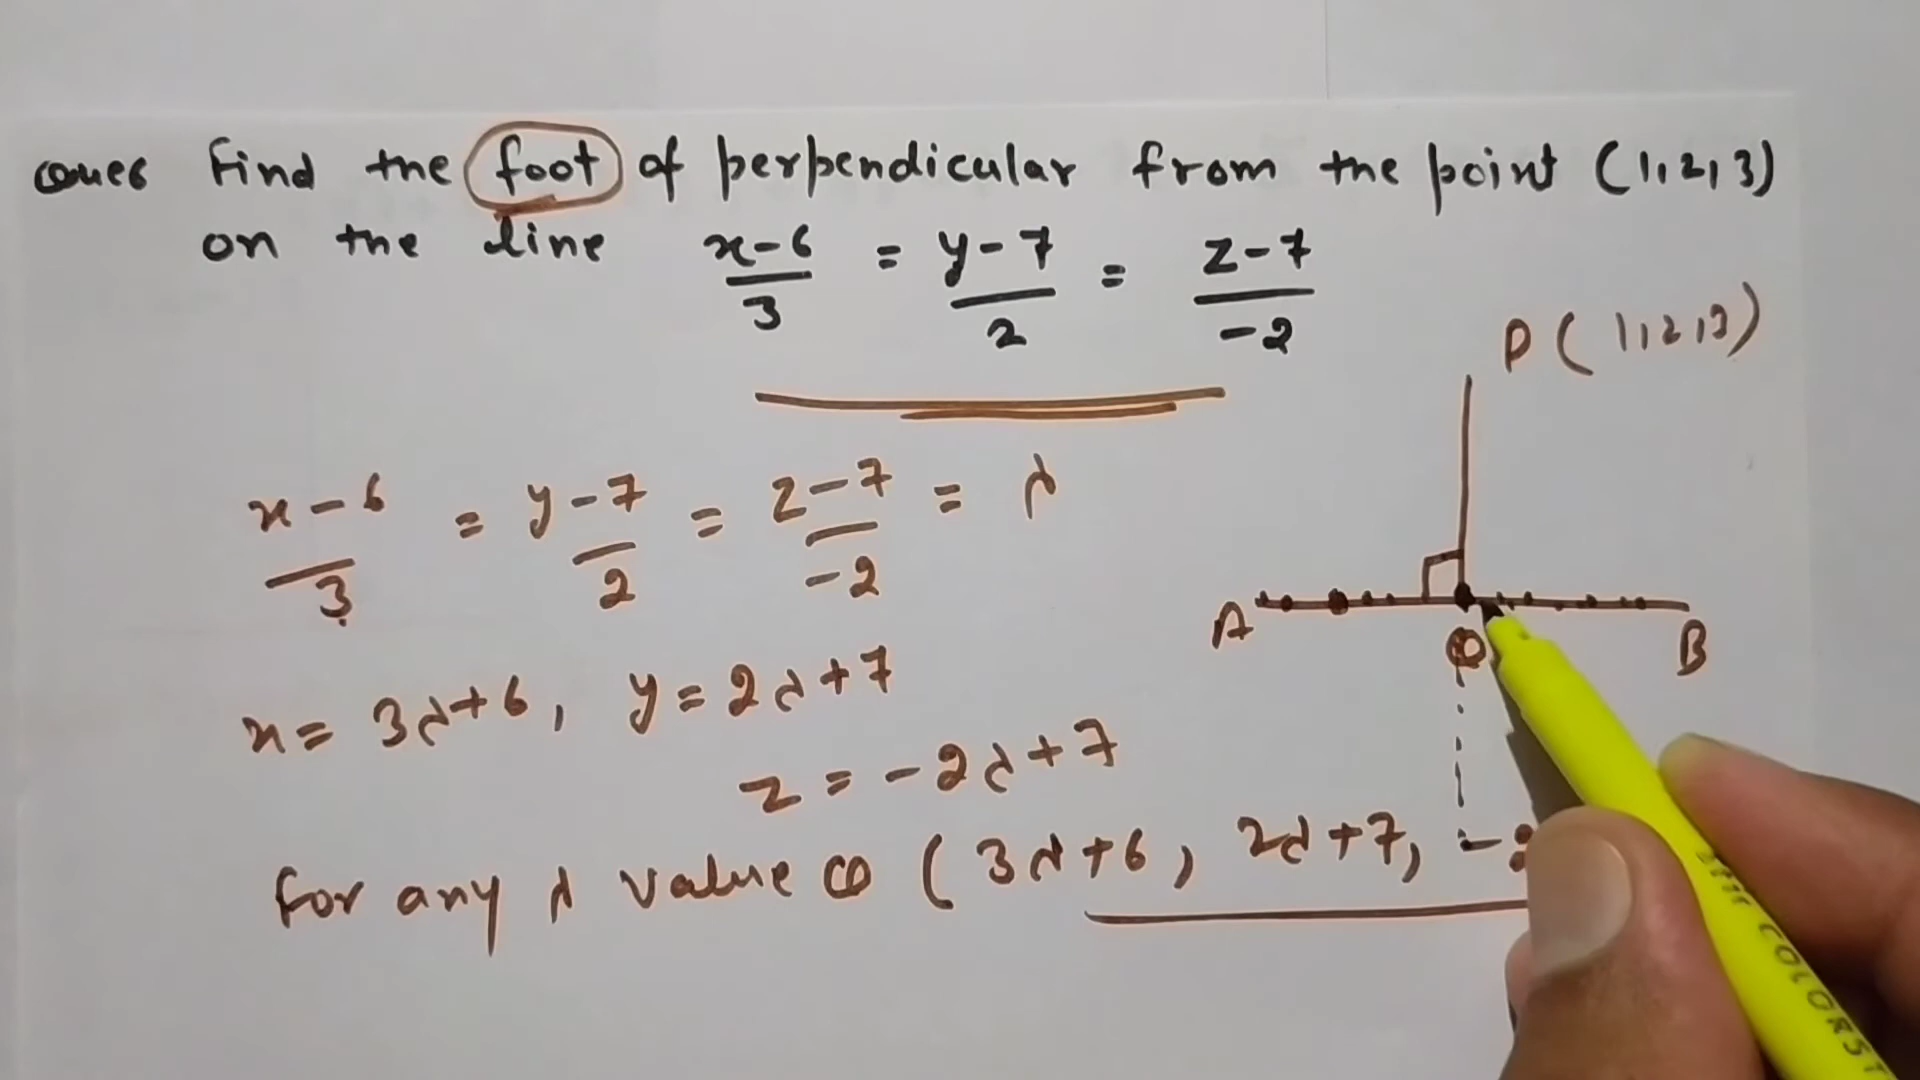 Find the foot of perpendicular from the point (1,2,3)
on the line x-6/3 = y-7/2 = z-7/-2
P(1,2,3)
x-6/3 = y-7/2 = z-7/-2 = λ
A Q B
x = 3λ+6, y = 2λ+7
z = -2λ+7
for any λ value Q (3λ+6, 2λ+7, -2
COLORS